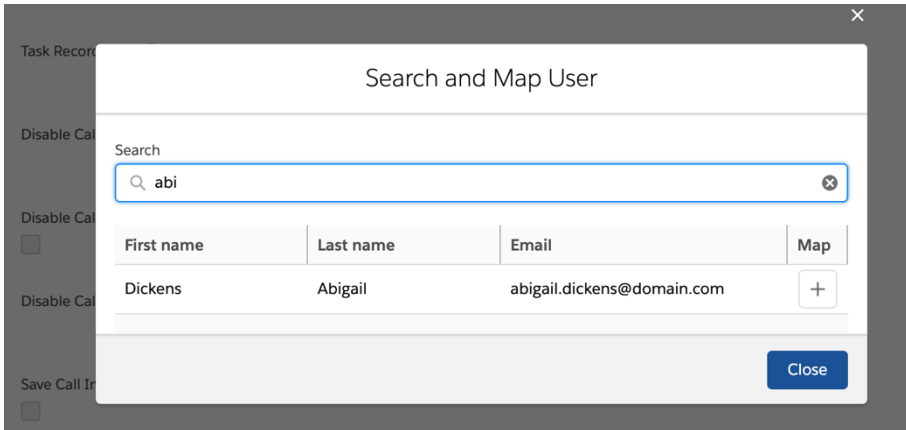 Task Record
Search and Map User
Disable Cal
Search
abi
Disable Cal
First name Last name Email Map
Dickens Abigail abigail.dickens@domain.com +
Disable Cal
Close
Save Call In